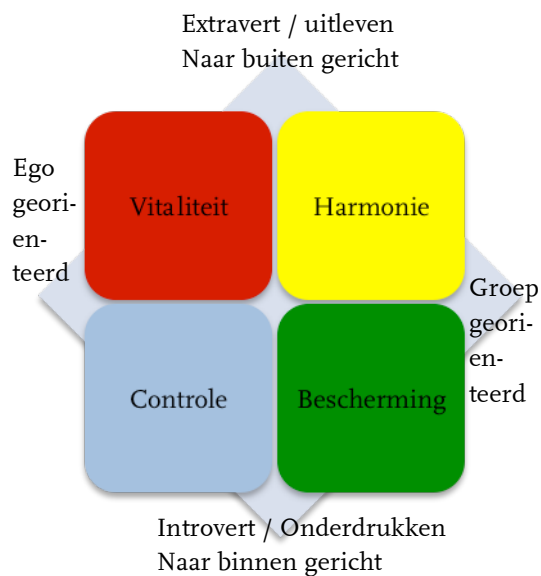 Extravert / uitleven
Naar buiten gericht
Ego
geori-
en-
teerd
Vitaliteit
Harmonie
Groep
geori-
en-
teerd
Controle
Bescherming
Introvert / Onderdrukken
Naar binnen gericht